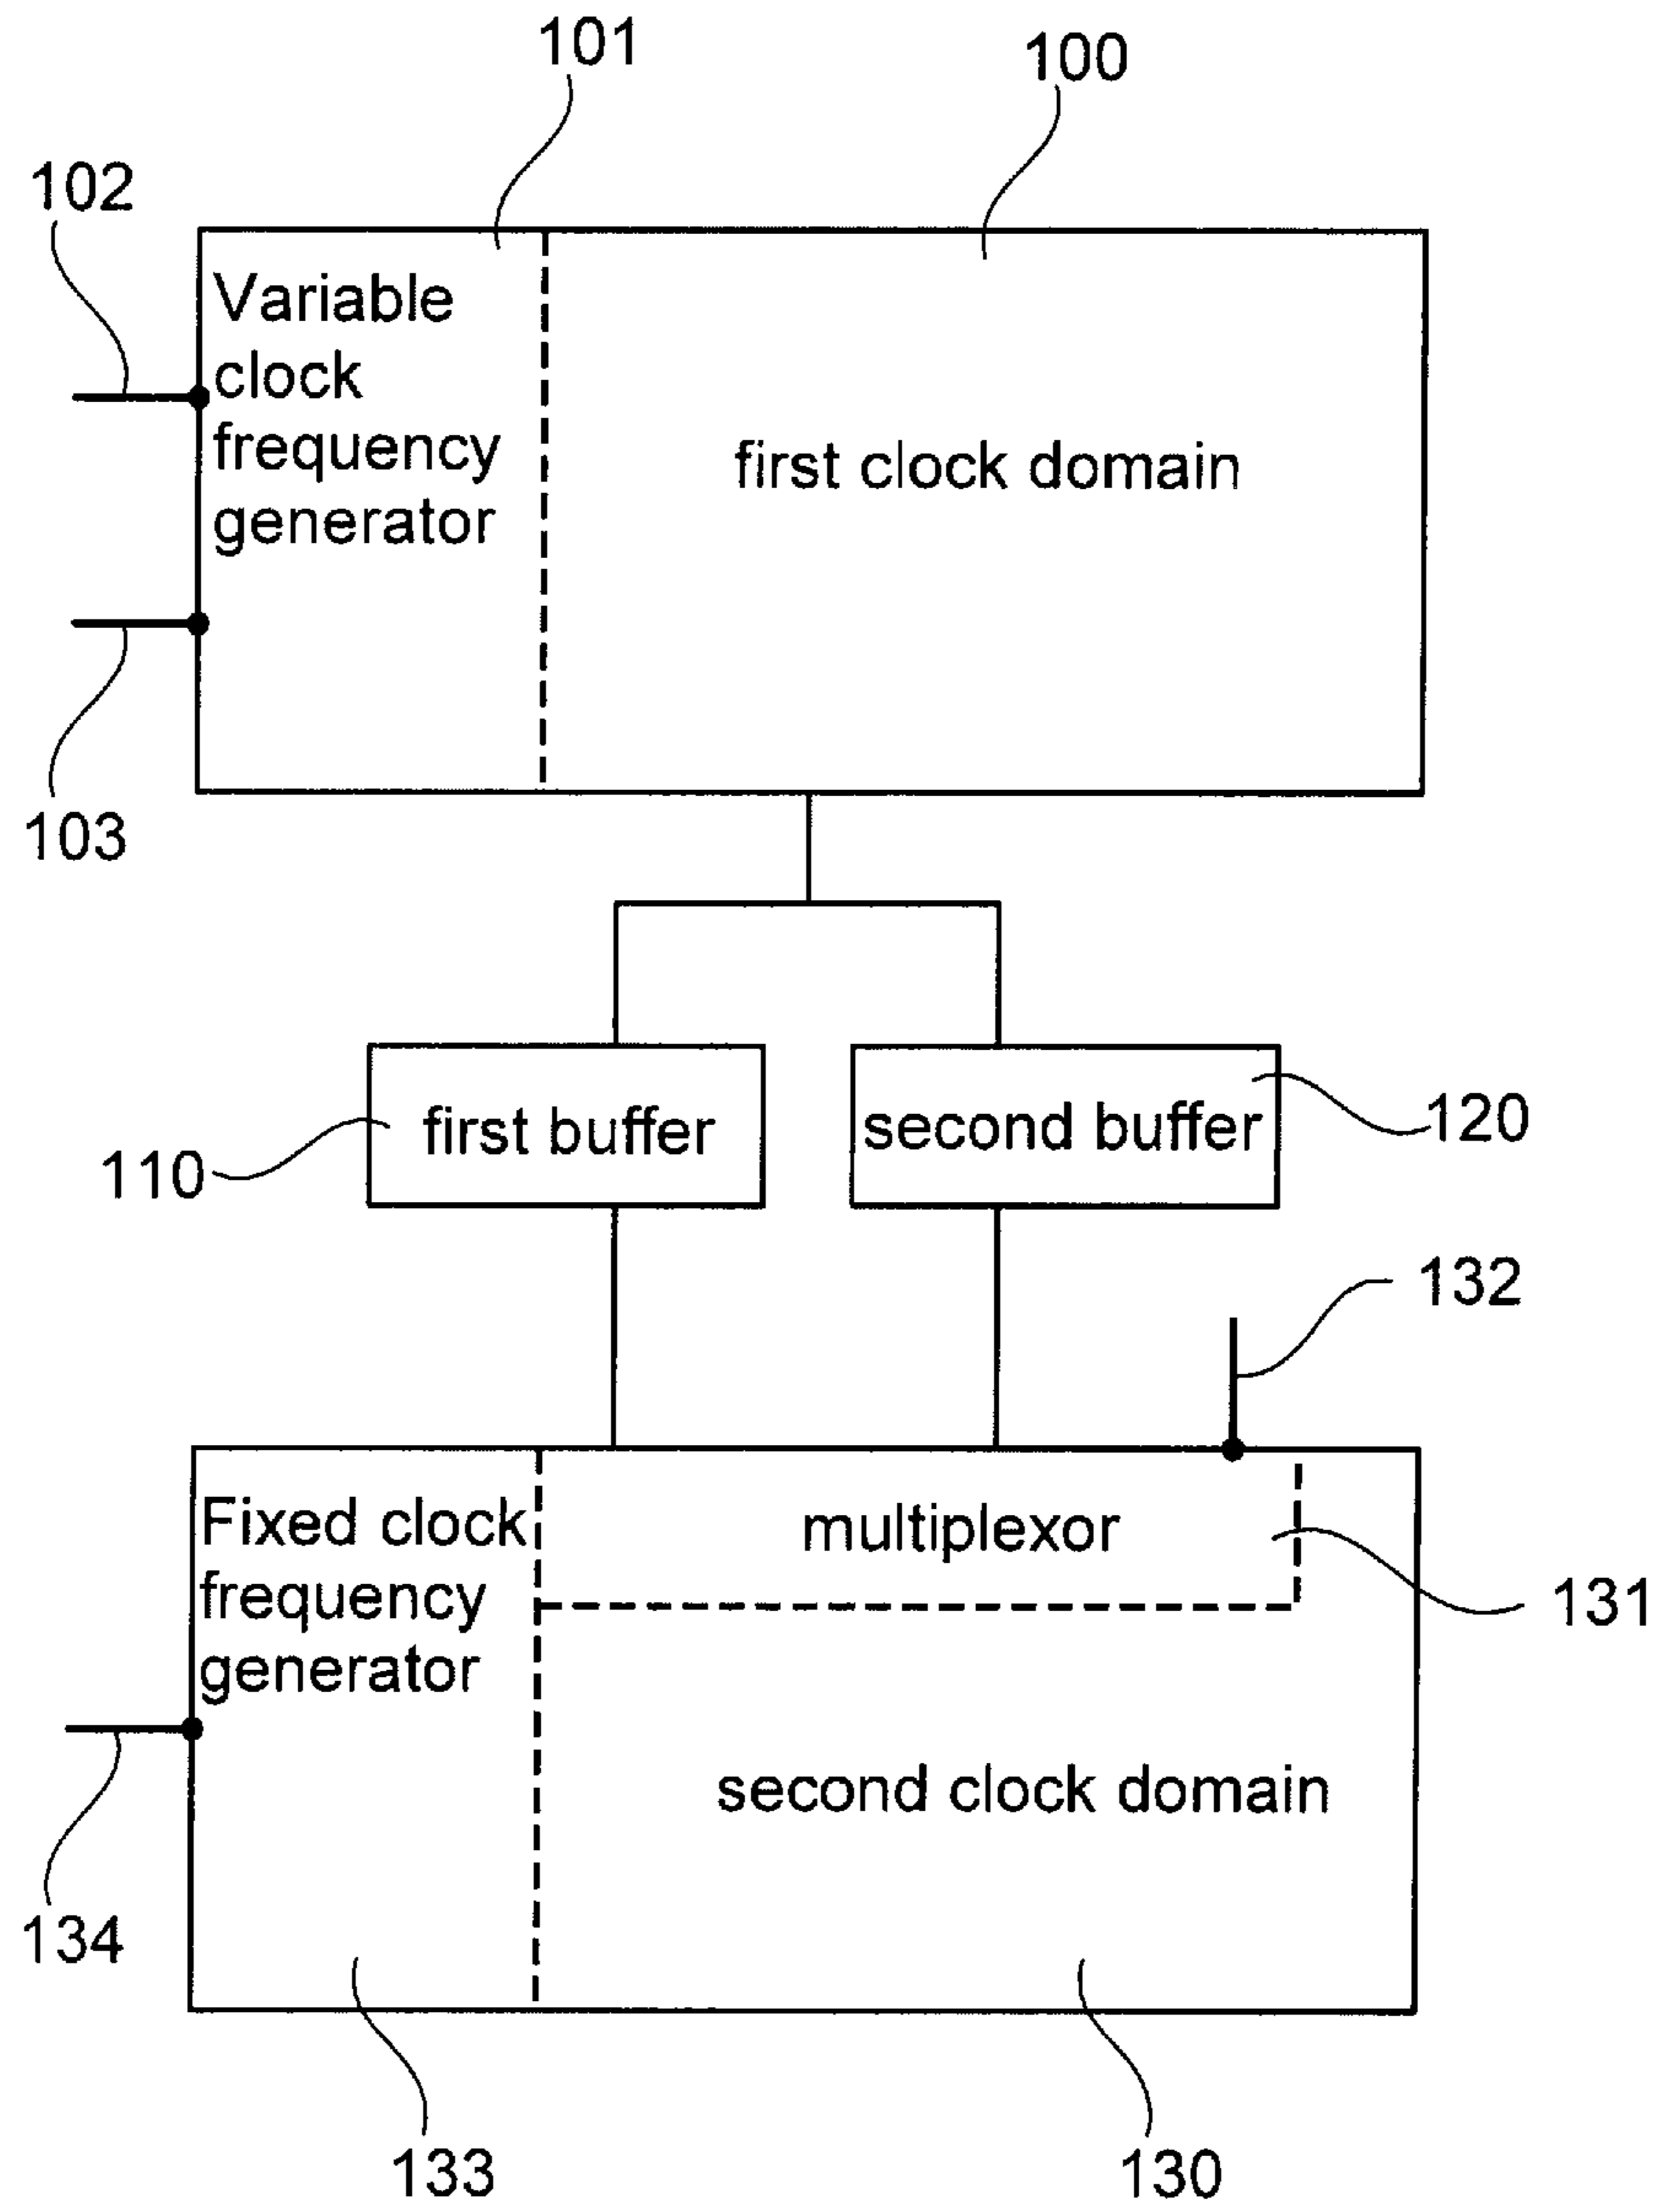 101
100
102
Variable
clock
frequency
generator
first clock domain
103
first buffer
second buffer
120
110
132
Fixed clock
frequency
generator
multiplexor
131
second clock domain
134
133
130